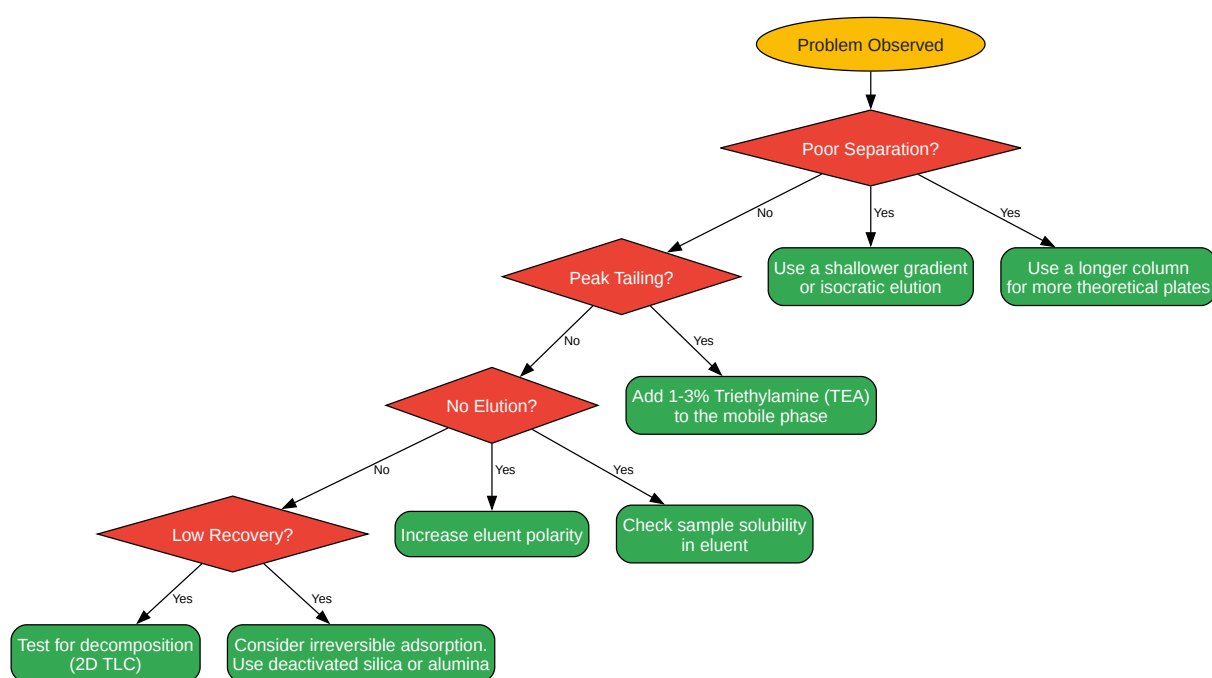 Problem Observed
Poor Separation?
No
Yes
Yes
Peak Tailing?
Use a shallower gradient
or isocratic elution
Use a longer column
for more theoretical plates
No
Yes
No Elution?
Add 1-3% Triethylamine (TEA)
to the mobile phase
No
Yes
Yes
Low Recovery?
Increase eluent polarity
Check sample solubility
in eluent
Yes
Yes
Test for decomposition
(2D TLC)
Consider irreversible adsorption.
Use deactivated silica or alumina